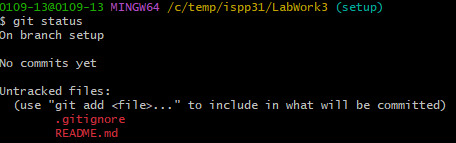 0109-13@0109-13 MINGW64 /c/temp/ispp31/LabWork3 (setup)
$ git status
On branch setup
No commits yet
Untracked files:
(use "git add <file>..." to include in what will be committed)
.gitignore
README.md